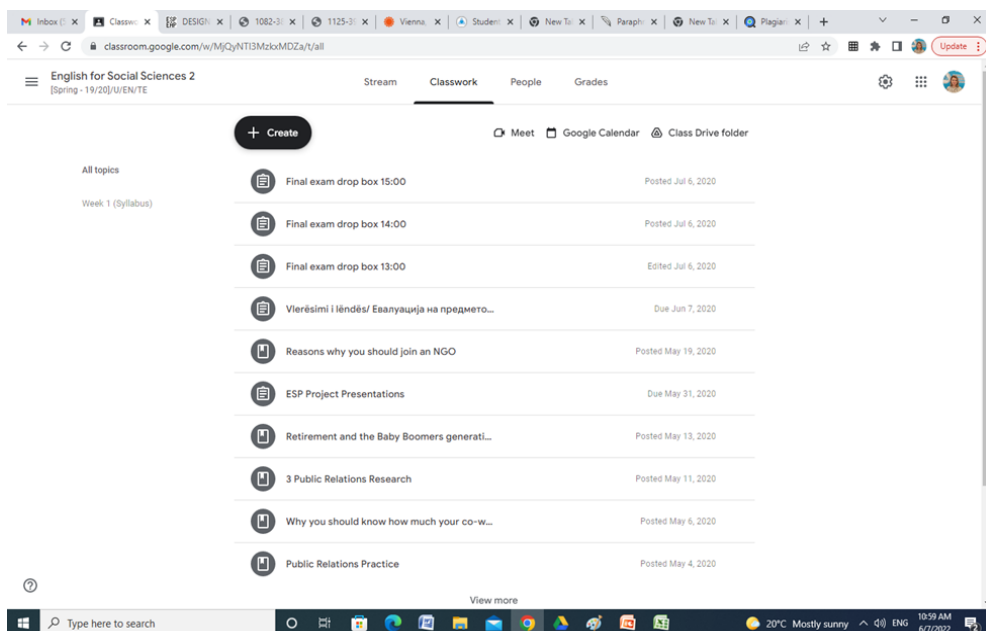 Inbox (
Classwo
DESIGN
1082-3
1125-3
Vienna,
Student
New Ta
Paraph
New Ta
Plagiari
classroom.google.com/w/MjQyNTI3MzkxMDZa/t/all
Update
English for Social Sciences 2
[Spring - 19/20]/U/EN/TE
Stream
Classwork
People
Grades
+ Create
Meet
Google Calendar
Class Drive folder
All topics
Week 1 (Syllabus)
Final exam drop box 15:00
Posted Jul 6, 2020
Final exam drop box 14:00
Posted Jul 6, 2020
Final exam drop box 13:00
Edited Jul 6, 2020
Vlerësimi i lëndës/ Евалуација на предмето...
Due Jun 7, 2020
Reasons why you should join an NGO
Posted May 19, 2020
ESP Project Presentations
Due May 31, 2020
Retirement and the Baby Boomers generati...
Posted May 13, 2020
3 Public Relations Research
Posted May 11, 2020
Why you should know how much your co-w...
Posted May 6, 2020
Public Relations Practice
Posted May 4, 2020
View more
Type here to search
20°C Mostly sunny
ENG
10:59 AM
6/7/2022